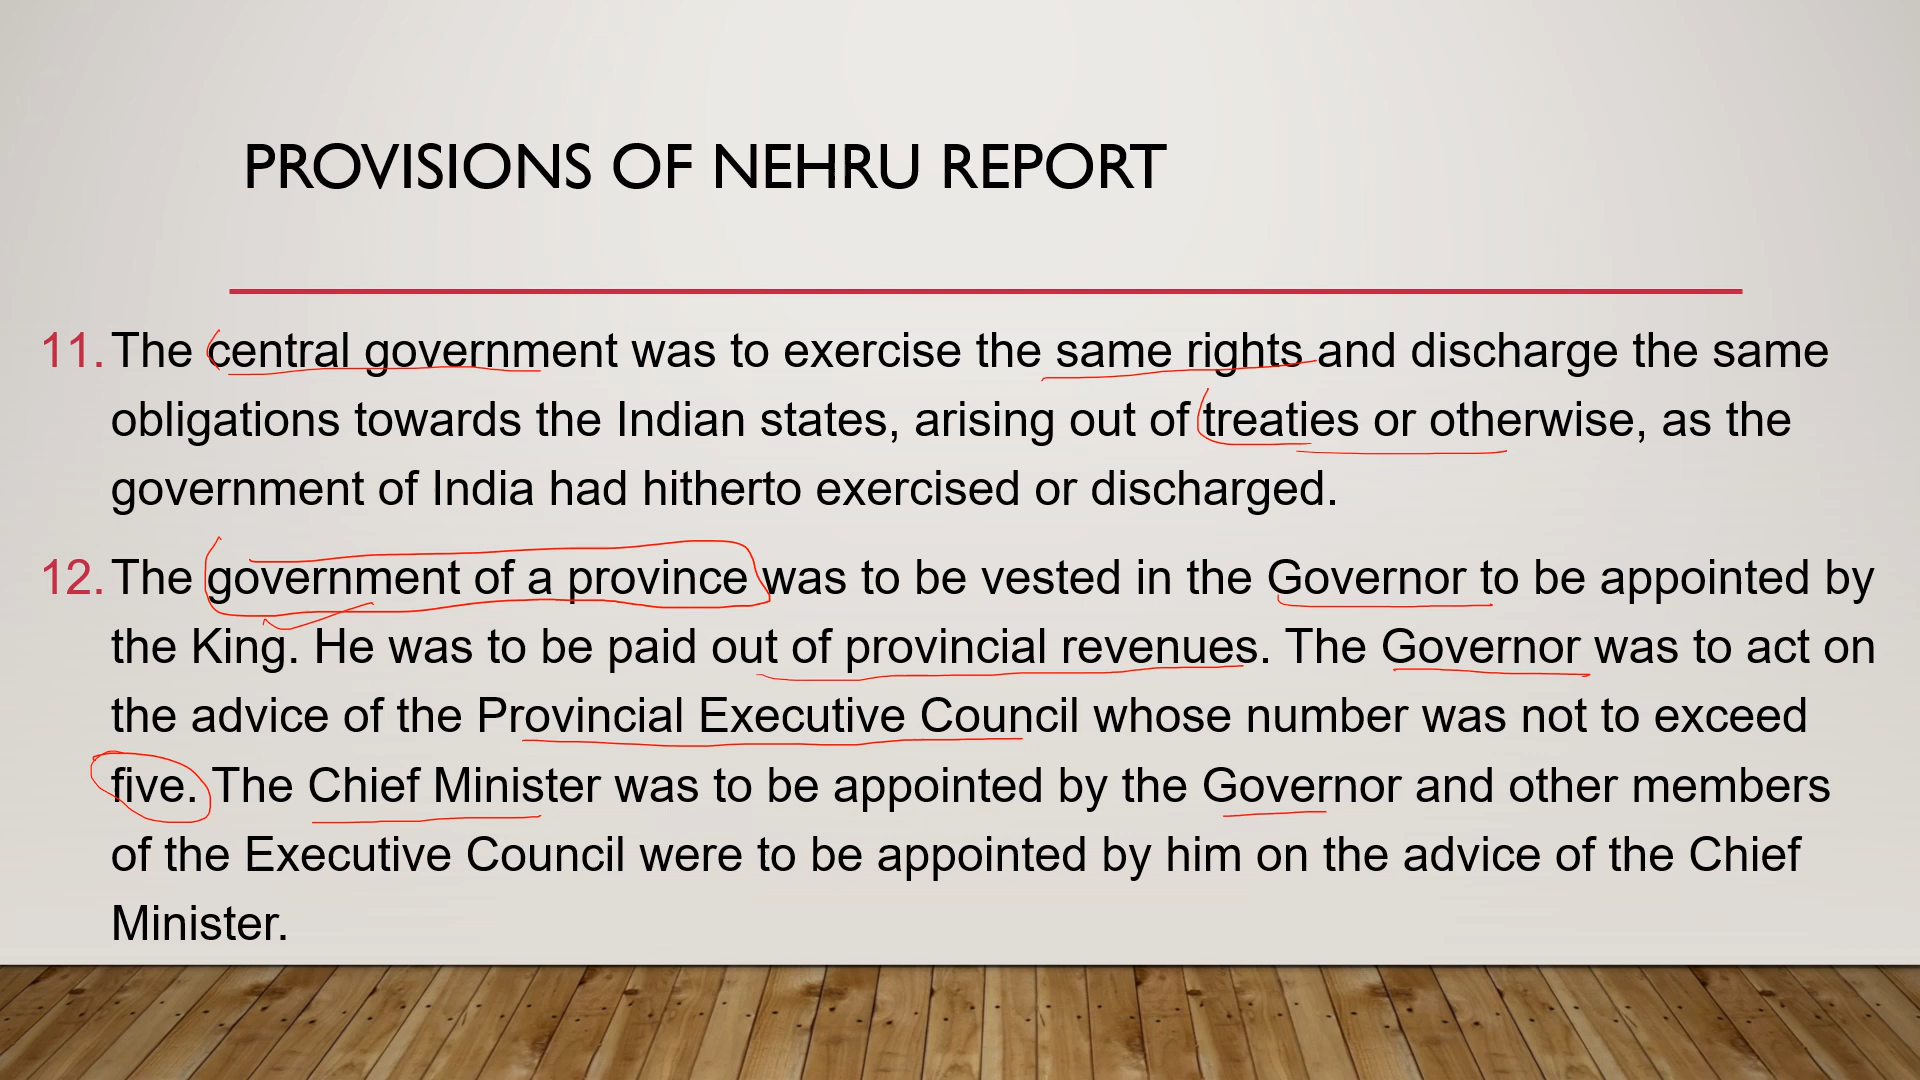 PROVISIONS OF NEHRU REPORT
11. The central government was to exercise the same rights and discharge the same
obligations towards the Indian states, arising out of treaties or otherwise, as the
government of India had hitherto exercised or discharged.
12. The government of a province was to be vested in the Governor to be appointed by
the King. He was to be paid out of provincial revenues. The Governor was to act on
the advice of the Provincial Executive Council whose number was not to exceed
five. The Chief Minister was to be appointed by the Governor and other members
of the Executive Council were to be appointed by him on the advice of the Chief
Minister.